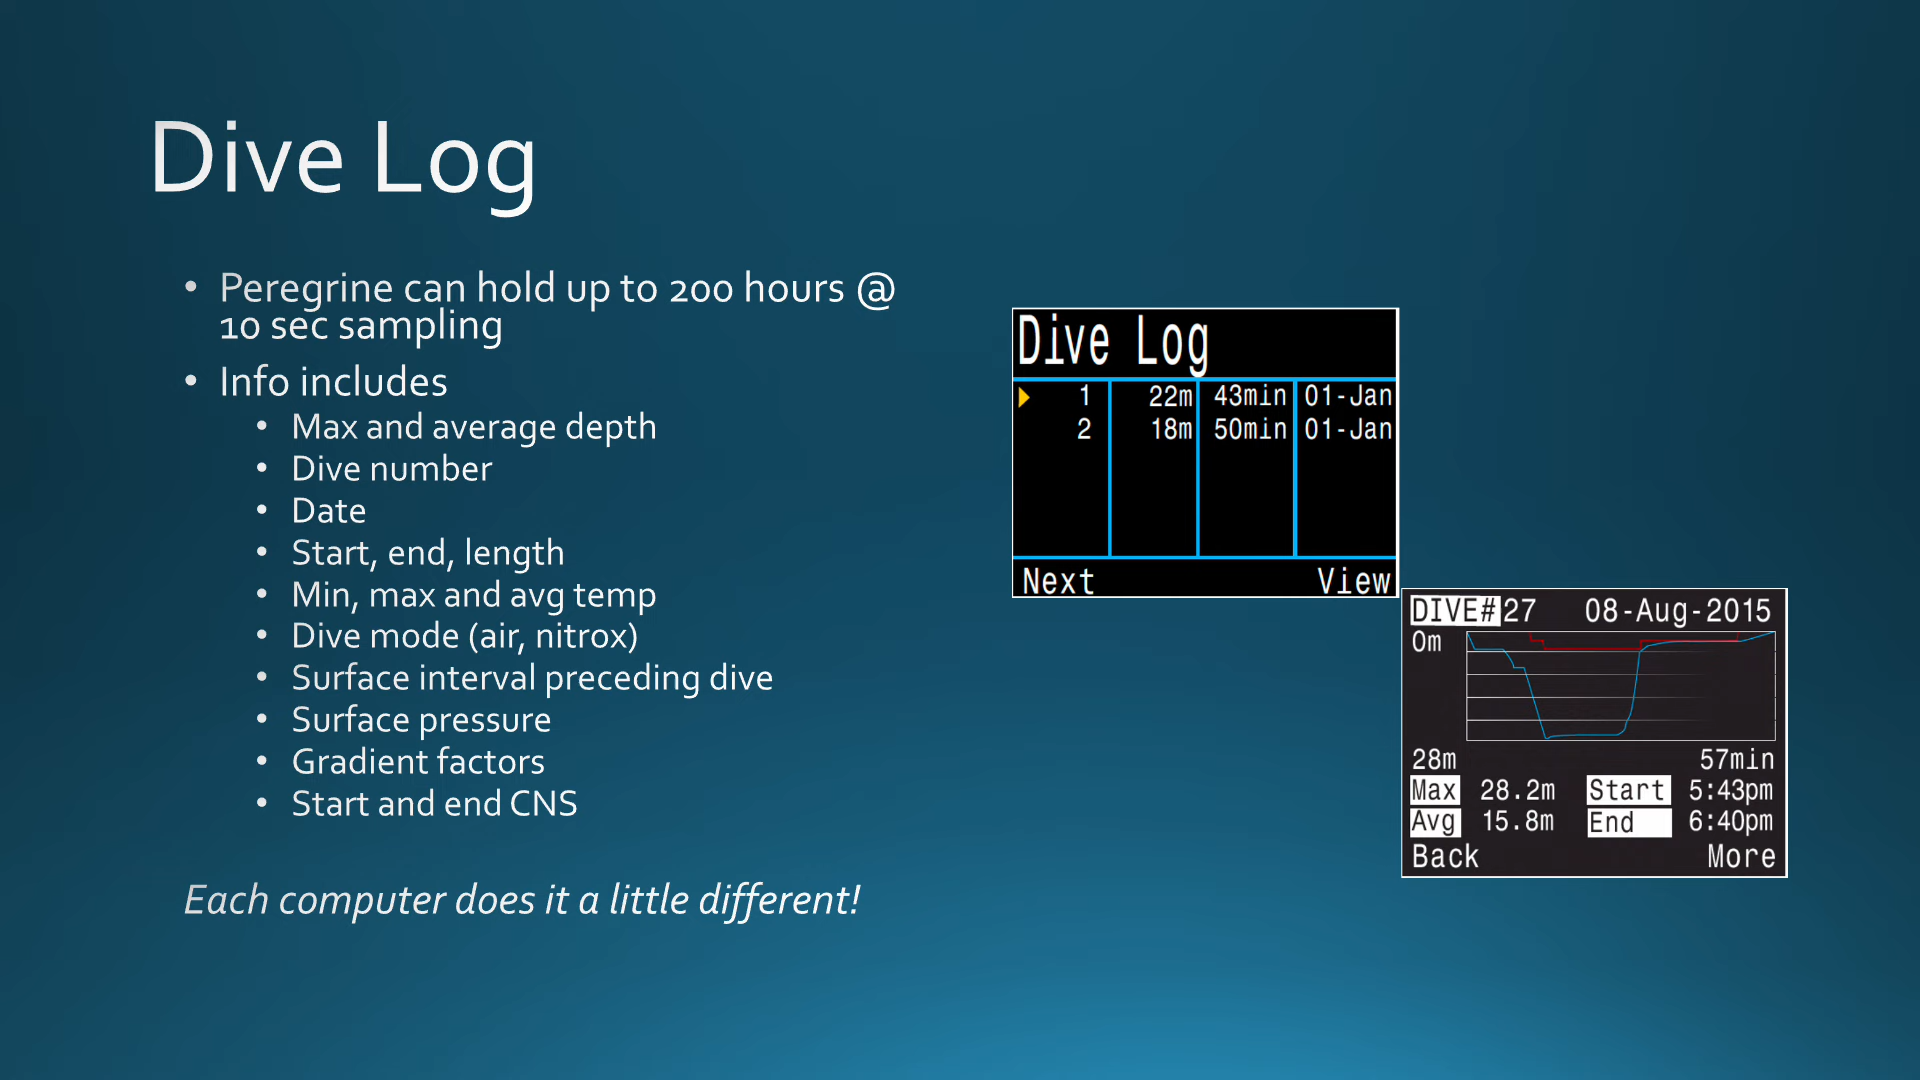 Dive Log
• Peregrine can hold up to 200 hours @
10 sec sampling
• Info includes
• Max and average depth
• Dive number
• Date
• Start, end, length
• Min, max and avg temp
• Dive mode (air, nitrox)
• Surface interval preceding dive
• Surface pressure
• Gradient factors
• Start and end CNS
Each computer does it a little different!
Dive Log
1 22m 43min 01-Jan
2 18m 50min 01-Jan
Next View
DIVE# 27 08-Aug-2015
0m
28m 57min
Max 28.2m Start 5:43pm
Avg 15.8m End 6:40pm
Back More